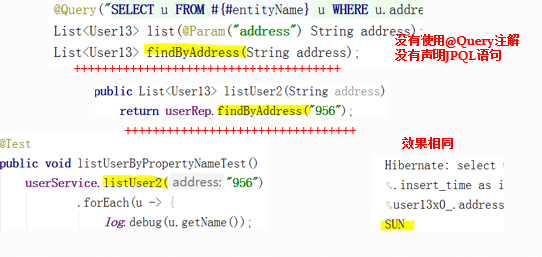 @Query("SELECT u FROM #{#entityName} u WHERE u.addre
List<User13> list(@Param("address") String address);
List<User13> findByAddress(String address);
没有使用@Query注解
没有声明JPQL语句
++++++++++++++++++++++++++++++++++
public List<User13> listUser2(String address)
return userRep.findByAddress("956");
++++++++++++++++++++++++++++++
@Test
public void listUserByPropertyNameTest()
userService.listUser2( address: "956")
.forEach(u -> {
log.debug(u.getName());
效果相同
Hibernate: select
%.insert_time as i
%user13x0_.address
SUN